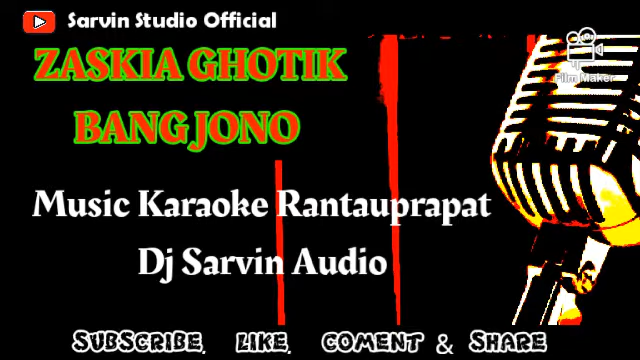 Sarvin Studio Official
ZASKIA GHOTIK
BANG JONO
Film Maker
Music Karaoke Rantauprapat
Dj Sarvin Audio
SUBSCRIBE, LIKE, COMENT & SHARE